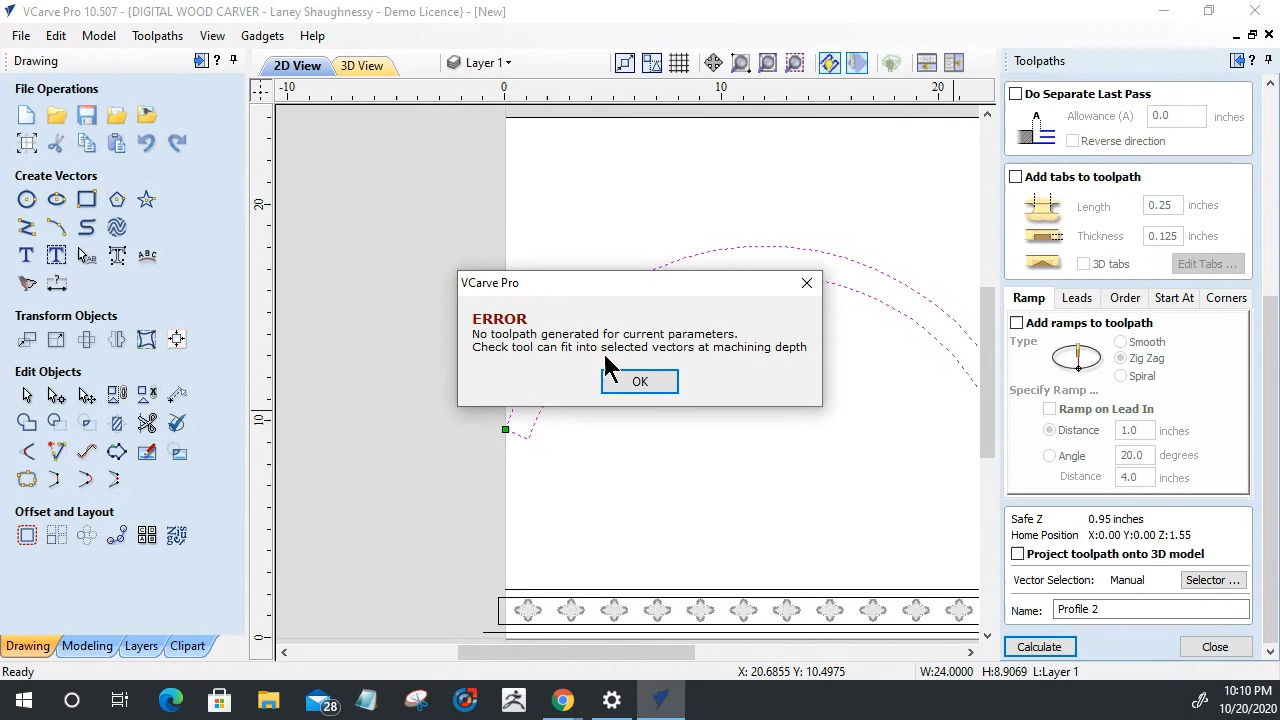 VCarve Pro 10.507 - {DIGITAL WOOD CARVER - Laney Shaughnessy - Demo Licence} - [New]
File Edit Model Toolpaths View Gadgets Help
Drawing
File Operations
Create Vectors
Transform Objects
Edit Objects
Offset and Layout
Drawing Modeling Layers Clipart
Ready
2D View 3D View
Layer 1
-10 0 10 20
20
10
0
VCarve Pro
ERROR
No toolpath generated for current parameters.
Check tool can fit into selected vectors at machining depth
OK
X: 20.6855 Y: 10.4975
W:24.0000 H:8.9069 L:Layer 1
Toolpaths
Do Separate Last Pass
A
Allowance (A) 0.0 inches
Reverse direction
Add tabs to toolpath
Length 0.25 inches
Thickness 0.125 inches
3D tabs Edit Tabs ...
Ramp Leads Order Start At Corners
Add ramps to toolpath
Type
Smooth
Zig Zag
Spiral
Specify Ramp ...
Ramp on Lead In
Distance 1.0 inches
Angle 20.0 degrees
Distance 4.0 inches
Safe Z 0.95 inches
Home Position X:0.00 Y:0.00 Z:1.55
Project toolpath onto 3D model
Vector Selection: Manual Selector ...
Name: Profile 2
Calculate Close
28
10:10 PM
10/20/2020